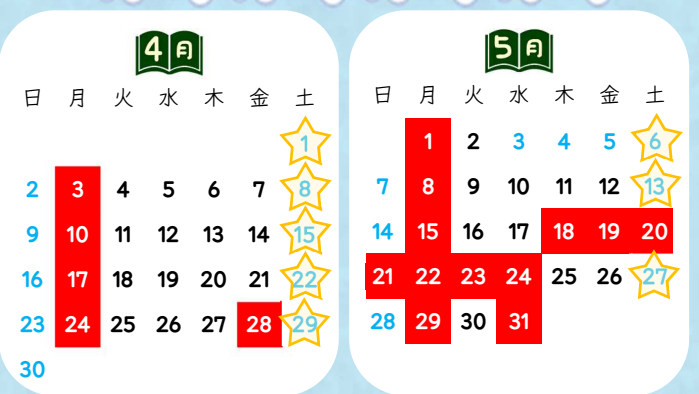 4月
日 月 火 水 木 金 土
1
2 3 4 5 6 7 8
9 10 11 12 13 14 15
16 17 18 19 20 21 22
23 24 25 26 27 28 29
30
5月
日 月 火 水 木 金 土
1 2 3 4 5 6
7 8 9 10 11 12 13
14 15 16 17 18 19 20
21 22 23 24 25 26 27
28 29 30 31